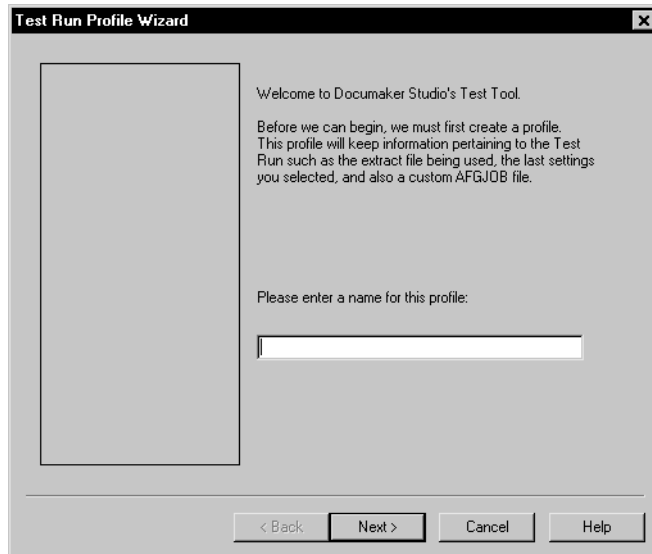 Test Run Profile Wizard
Welcome to Documaker Studio's Test Tool.
Before we can begin, we must first create a profile.
This profile will keep information pertaining to the Test
Run such as the extract file being used, the last settings
you selected, and also a custom AFGJOB file.
Please enter a name for this profile:
< Back Next > Cancel Help